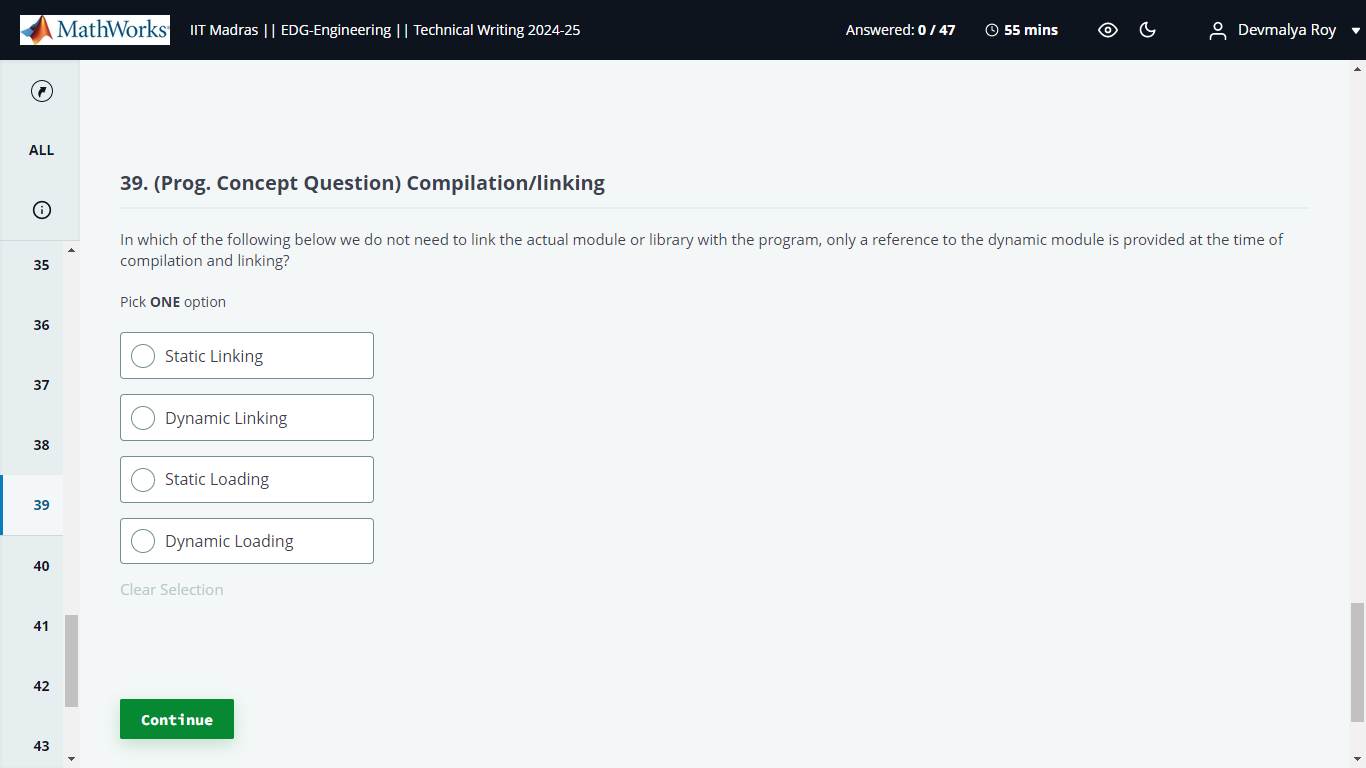 MathWorks
IIT Madras || EDG-Engineering || Technical Writing 2024-25
Answered: 0 / 47
55 mins
Devmalya Roy
ALL
35
36
37
38
39
40
41
42
43
39. (Prog. Concept Question) Compilation/linking
In which of the following below we do not need to link the actual module or library with the program, only a reference to the dynamic module is provided at the time of
compilation and linking?
Pick ONE option
Static Linking
Dynamic Linking
Static Loading
Dynamic Loading
Clear Selection
Continue